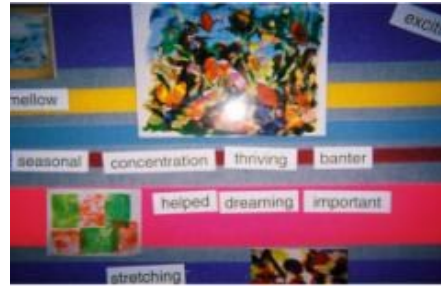 mellow
seasonal concentration thriving banter
helped dreaming important
stretching